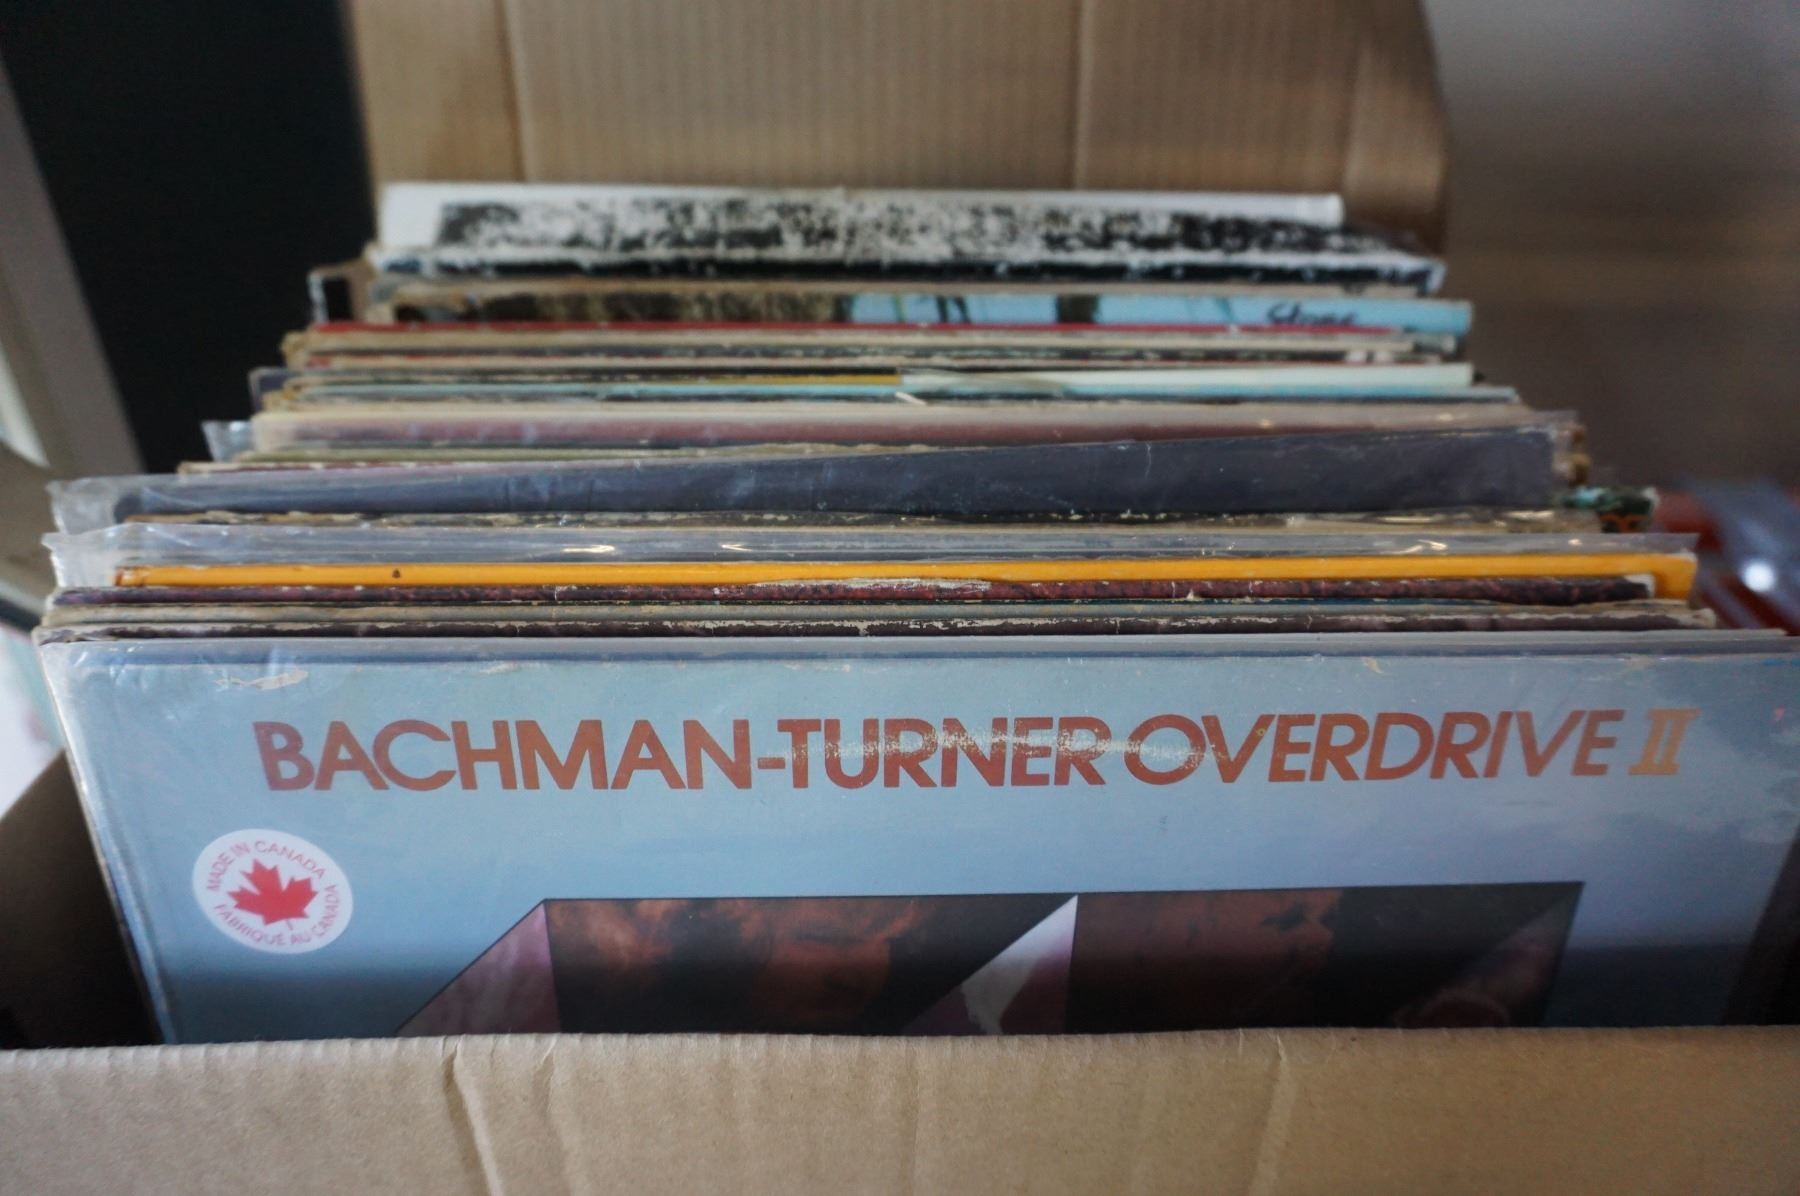 BACHMAN-TURNER OVERDRIVE II
MADE IN CANADA
FABRIQUÉ AU CANADA